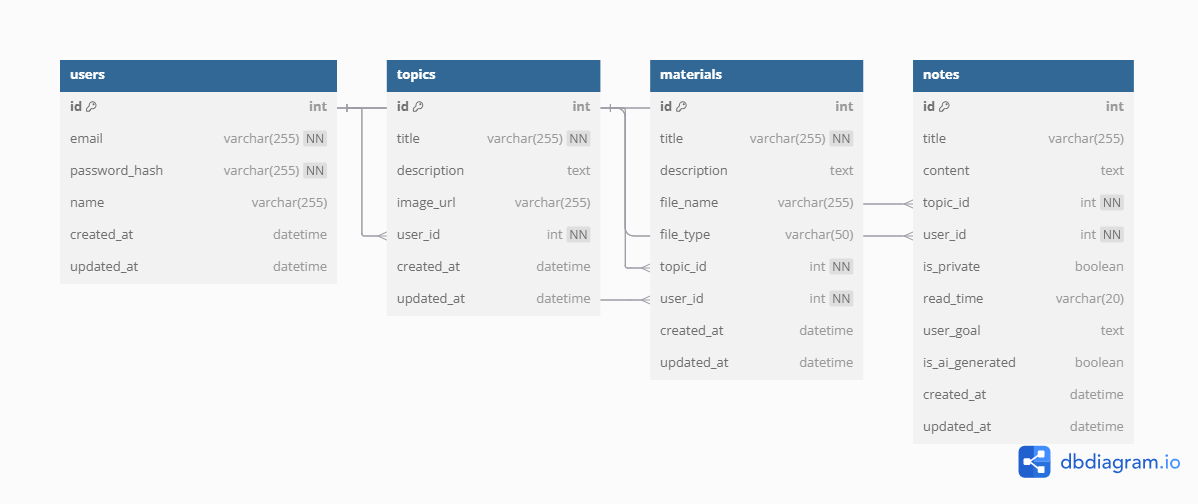 users
id int
email varchar(255) NN
password_hash varchar(255) NN
name varchar(255)
created_at datetime
updated_at datetime
topics
id int
title varchar(255) NN
description text
image_url varchar(255)
user_id int NN
created_at datetime
updated_at datetime
materials
id int
title varchar(255) NN
description text
file_name varchar(255)
file_type varchar(50)
topic_id int NN
user_id int NN
created_at datetime
updated_at datetime
notes
id int
title varchar(255)
content text
topic_id int NN
user_id int NN
is_private boolean
read_time varchar(20)
user_goal text
is_ai_generated boolean
created_at datetime
updated_at datetime
dbdiagram.io